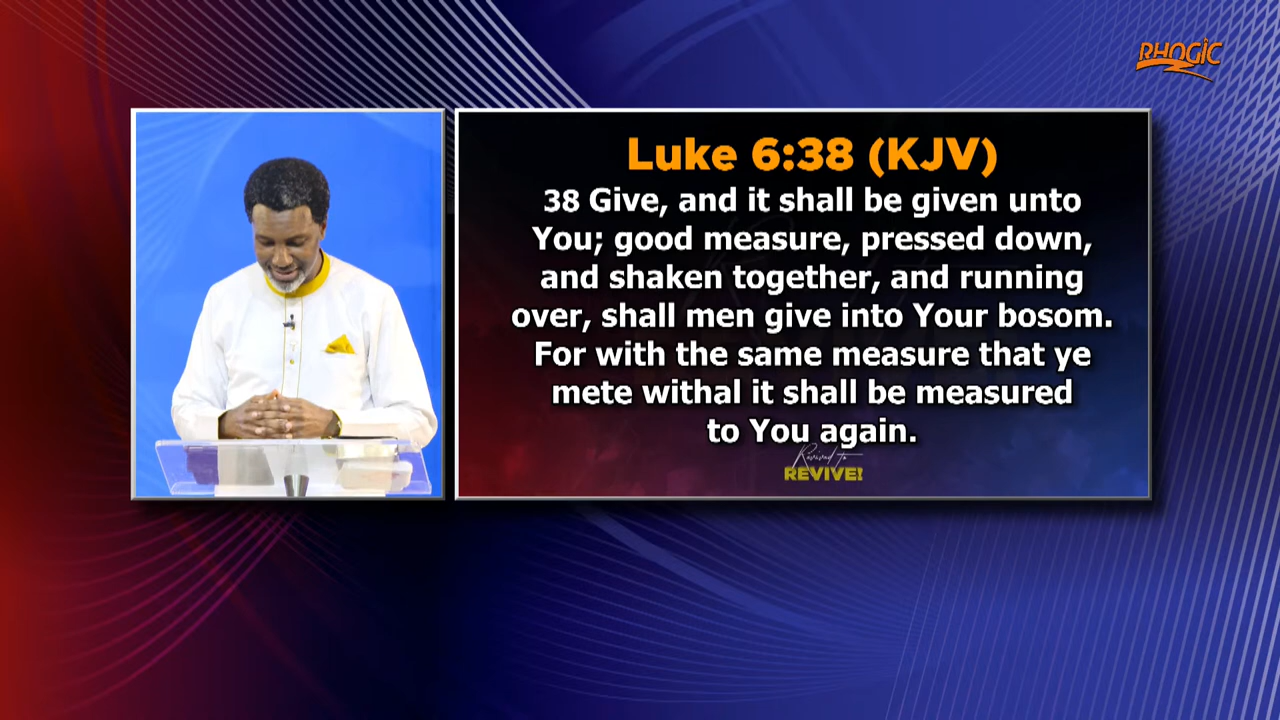 RHOGIC
Luke 6:38 (KJV)
38 Give, and it shall be given unto
You; good measure, pressed down,
and shaken together, and running
over, shall men give into Your bosom.
For with the same measure that ye
mete withal it shall be measured
to You again.
Revived to
REVIVE!